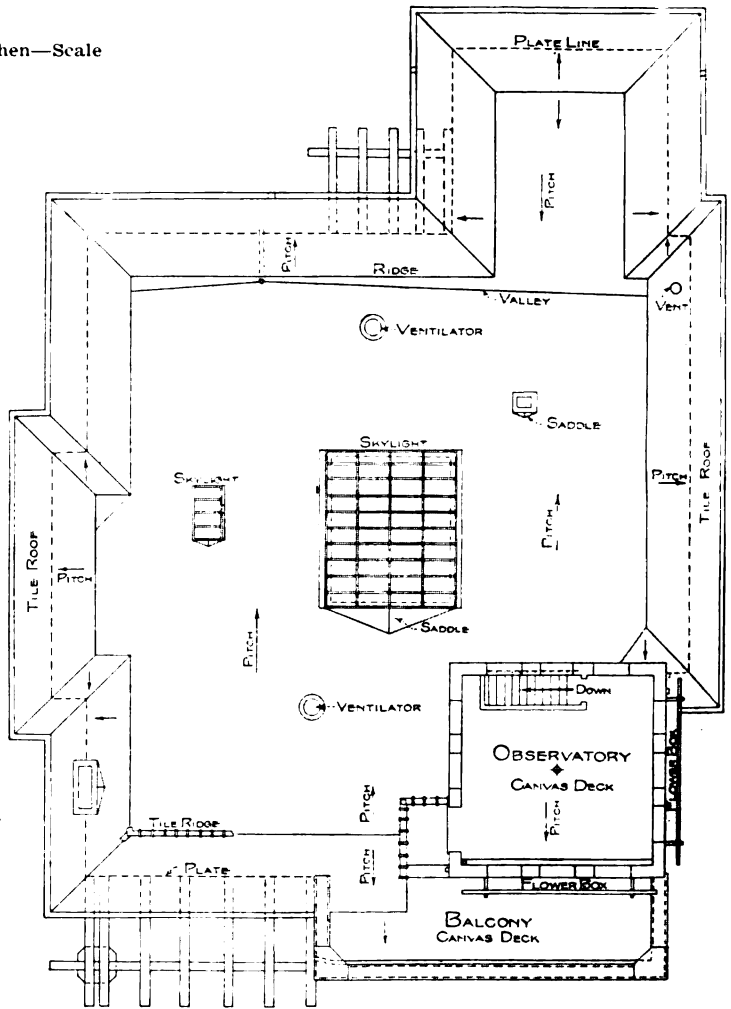 hen—Scale
PLATE LINE
PITCH
PITCH
RIDGE
VALLEY
VENT
VENTILATOR
SADDLE
SKYLIGHT
SKYLIGHT
PITCH
TILE ROOF
PITCH
TILE ROOF
PITCH
SADDLE
PITCH
DOWN
VENTILATOR
OBSERVATORY
CANVAS DECK
PITCH
FLOWER BOX
PITCH
TILE RIDGE
PITCH
PLATE
FLOWER BOX
BALCONY
CANVAS DECK